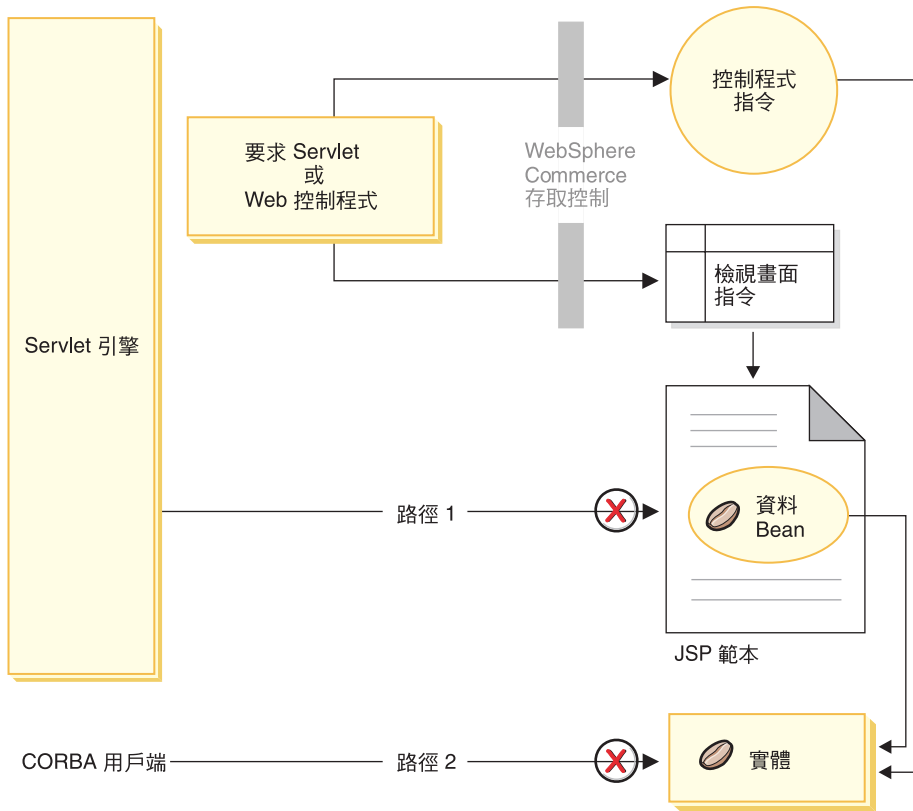 控制程式
指令
要求 Servlet
或
Web 控制程式
WebSphere
Commerce
存取控制
檢視畫面
指令
Servlet 引擎
路徑 1
資料
Bean
JSP 範本
CORBA 用戶端
路徑 2
實體